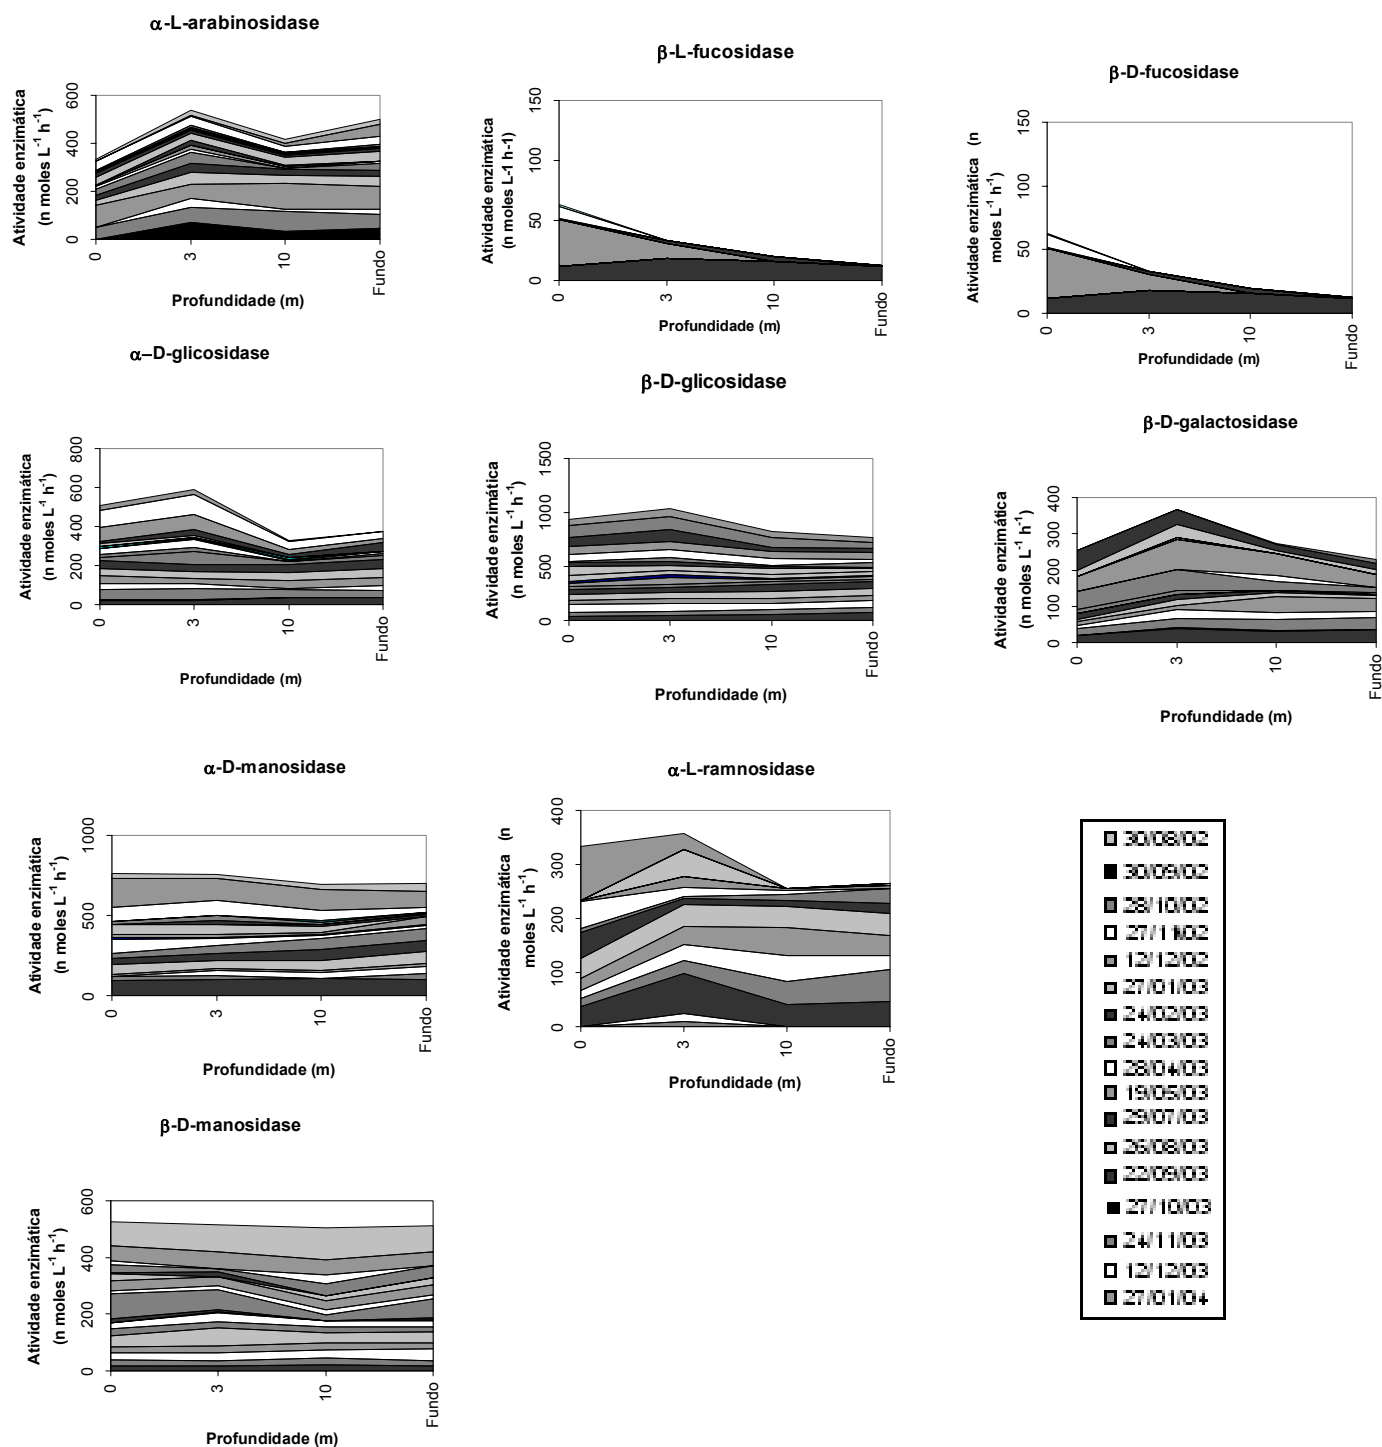 α-L-arabinosidase
Atividade enzimática
(n moles L⁻¹ h⁻¹)
600
400
200
0
0
3
10
Fundo
Profundidade (m)
β-L-fucosidase
Atividade enzimática
(n moles L-1 h-1)
150
100
50
0
0
3
10
Fundo
Profundidade (m)
β-D-fucosidase
Atividade enzimática (n
moles L⁻¹ h⁻¹)
150
100
50
0
0
3
10
Fundo
Profundidade (m)
α–D-glicosidase
Atividade enzimática
(n moles L⁻¹ h⁻¹)
800
600
400
200
0
0
3
10
Fundo
Profundidade (m)
β-D-glicosidase
Atividade enzimática
(n moles L⁻¹ h⁻¹)
1500
1000
500
0
0
3
10
Fundo
Profundidade (m)
β-D-galactosidase
Atividade enzimática
(n moles L⁻¹ h⁻¹)
400
300
200
100
0
0
3
10
Fundo
Profundidade (m)
α-D-manosidase
Atividade enzimática
(n moles L⁻¹ h⁻¹)
1000
500
0
0
3
10
Fundo
Profundidade (m)
α-L-ramnosidase
Atividade enzimática (n
moles L⁻¹ h⁻¹)
400
300
200
100
0
0
3
10
Fundo
Profundidade (m)
30/08/02
30/09/02
28/10/02
27/11/02
12/12/02
27/01/03
24/02/03
24/03/03
28/04/03
19/05/03
29/07/03
26/08/03
22/09/03
27/10/03
24/11/03
12/12/03
27/01/04
β-D-manosidase
Atividade enzimática
(n moles L⁻¹ h⁻¹)
600
400
200
0
0
3
10
Fundo
Profundidade (m)